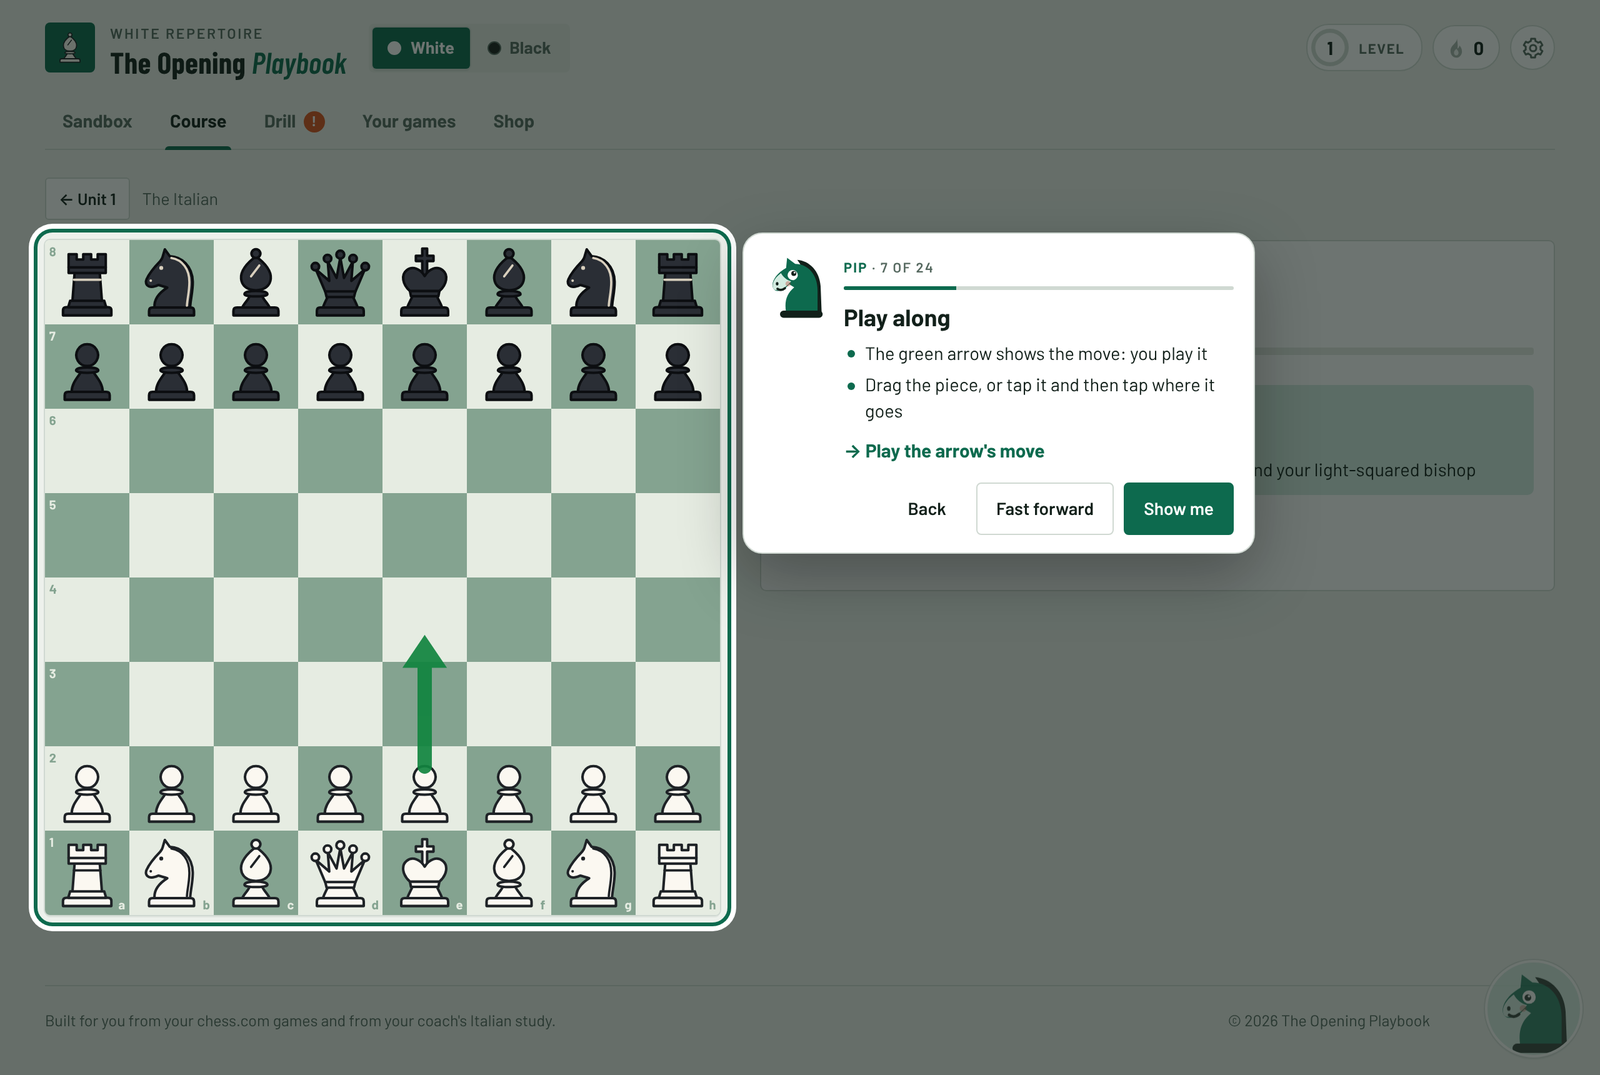 WHITE REPERTOIRE
The Opening Playbook
White
Black
1 LEVEL
0
Sandbox
Course
Drill !
Your games
Shop
← Unit 1
The Italian
8
7
6
5
4
3
2
1
a b c d e f g h
PIP · 7 OF 24
Play along
• The green arrow shows the move: you play it
• Drag the piece, or tap it and then tap where it
goes
→ Play the arrow's move
Back
Fast forward
Show me
nd your light-squared bishop
Built for you from your chess.com games and from your coach's Italian study.
© 2026 The Opening Playbook